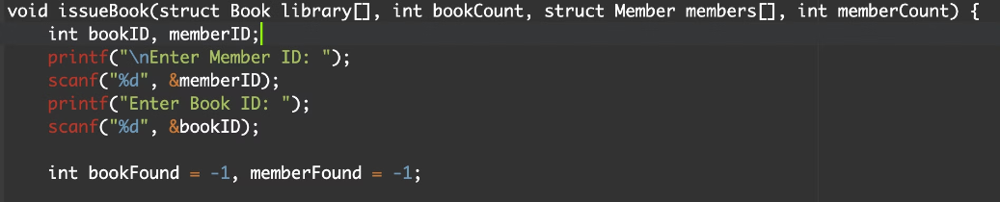 void issueBook(struct Book library[], int bookCount, struct Member members[], int memberCount) {
    int bookID, memberID;
    printf("\nEnter Member ID: ");
    scanf("%d", &memberID);
    printf("Enter Book ID: ");
    scanf("%d", &bookID);

    int bookFound = -1, memberFound = -1;